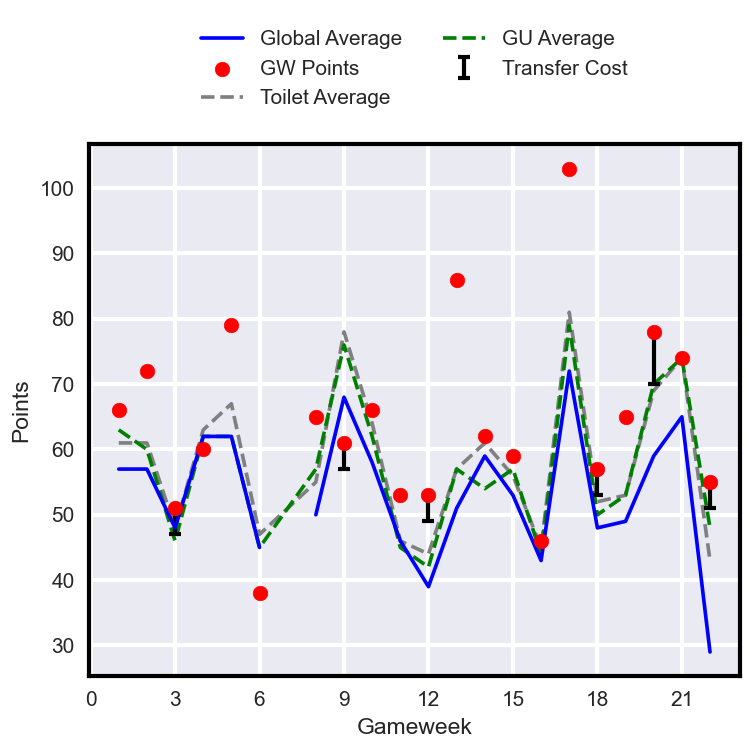 Global Average
GW Points
Toilet Average
GU Average
Transfer Cost
100
90
80
70
60
50
40
30
Points
0 3 6 9 12 15 18 21
Gameweek